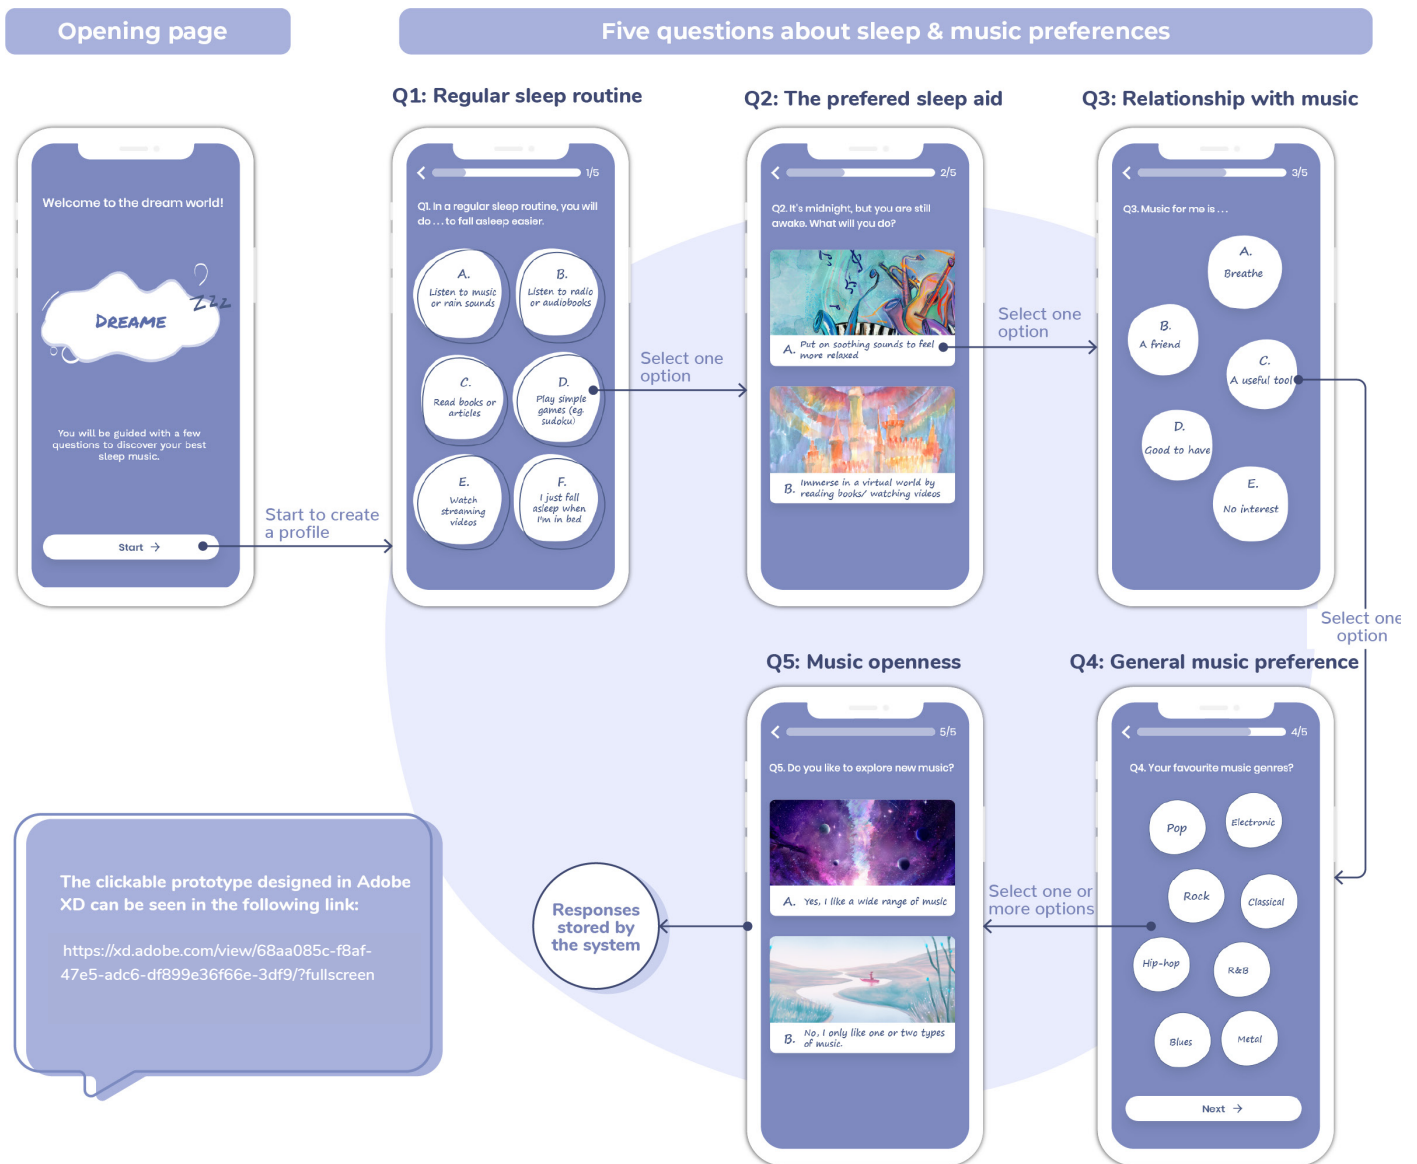 Opening page
Five questions about sleep & music preferences
Q1: Regular sleep routine
Q2: The prefered sleep aid
Q3: Relationship with music
Welcome to the dream world!
DREAME
Zzz
You will be guided with a few
questions to discover your best
sleep music.
Start →
Start to create
a profile
1/5
Q1. In a regular sleep routine, you will
do ... to fall asleep easier.
A.
Listen to music
or rain sounds
B.
Listen to radio
or audiobooks
C.
Read books or
articles
D.
Play simple
games (eg.
sudoku)
E.
Watch
streaming
videos
F.
I just fall
asleep when
I'm in bed
Select one
option
2/5
Q2. It's midnight, but you are still
awake. What will you do?
A. Put on soothing sounds to feel
more relaxed
B. Immerse in a virtual world by
reading books/ watching videos
Select one
option
3/5
Q3. Music for me is ...
A.
Breathe
B.
A friend
C.
A useful tool
D.
Good to have
E.
No interest
Select one
option
Q4: General music preference
4/5
Q4. Your favourite music genres?
Pop
Electronic
Rock
Classical
Hip-hop
R&B
Blues
Metal
Next →
Select one or
more options
Q5: Music openness
5/5
Q5. Do you like to explore new music?
A. Yes, I like a wide range of music
B. No, I only like one or two types
of music.
Responses
stored by
the system
The clickable prototype designed in Adobe
XD can be seen in the following link:
https://xd.adobe.com/view/68aa085c-f8af-
47e5-adc6-df899e36f66e-3df9/?fullscreen